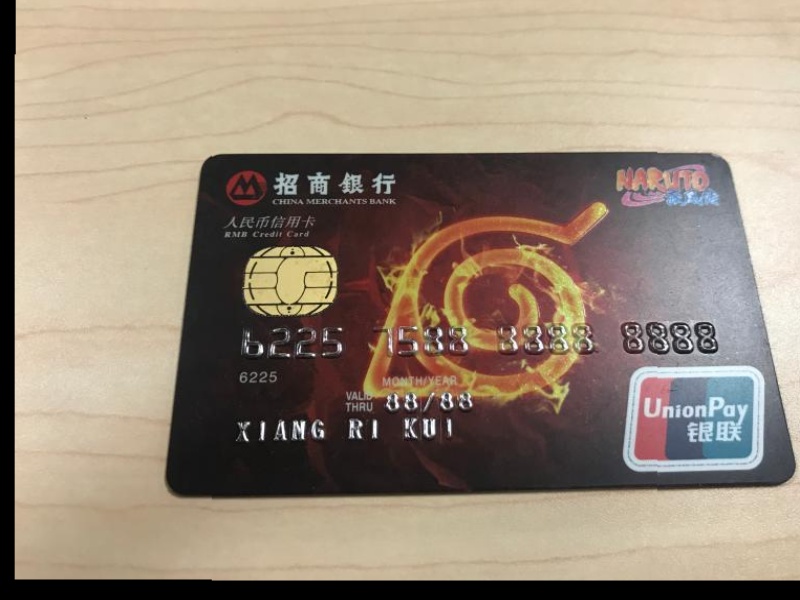 招商银行
CHINA MERCHANTS BANK
NARUTO
人民币信用卡
RMB Credit Card
6225 7588 8888 8888
6225
MONTH/YEAR
VALID THRU 88/88
XIANG RI KUI
UnionPay
银联